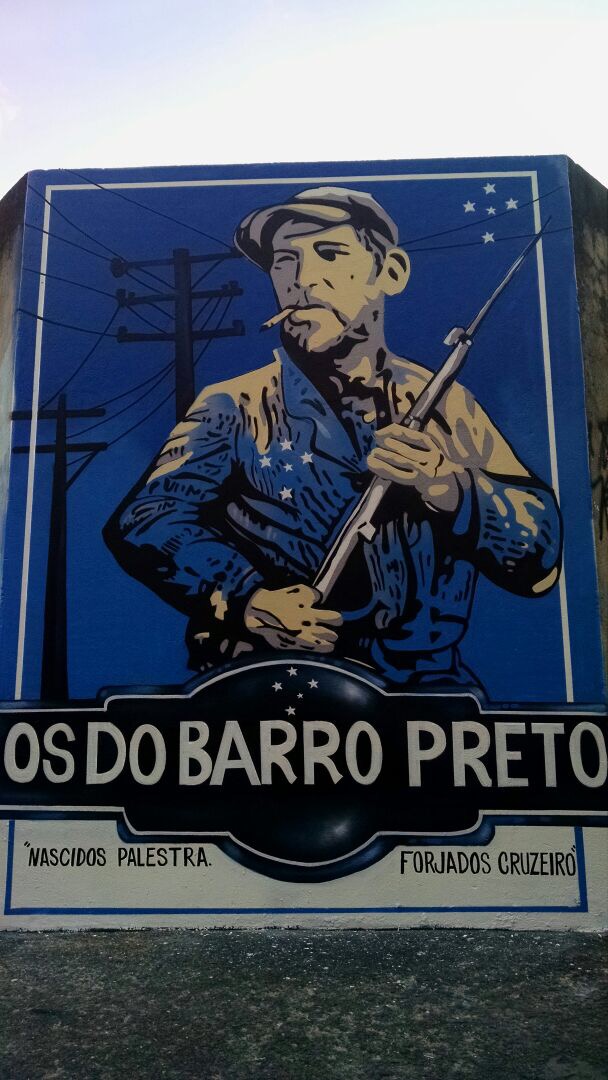 OS DO BARRO PRETO
"NASCIDOS PALESTRA. FORJADOS CRUZEIRO"